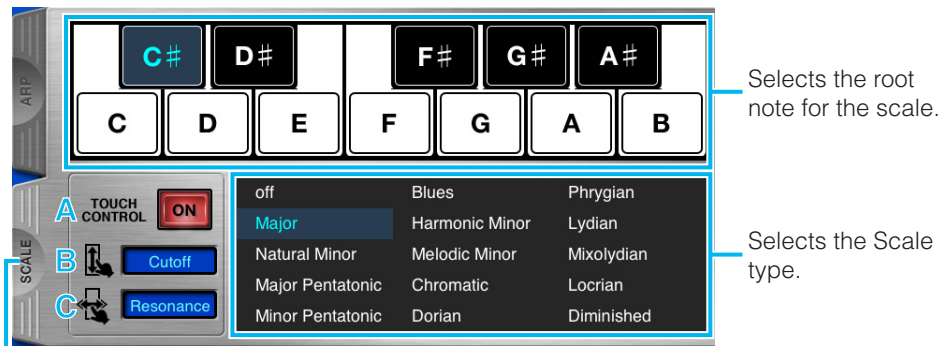 C# D# F# G# A#
C D E F G A B
Selects the root
note for the scale.
ARP
SCALE
A TOUCH CONTROL ON
B Cutoff
C Resonance
off Blues Phrygian
Major Harmonic Minor Lydian
Natural Minor Melodic Minor Mixolydian
Major Pentatonic Chromatic Locrian
Minor Pentatonic Dorian Diminished
Selects the Scale
type.